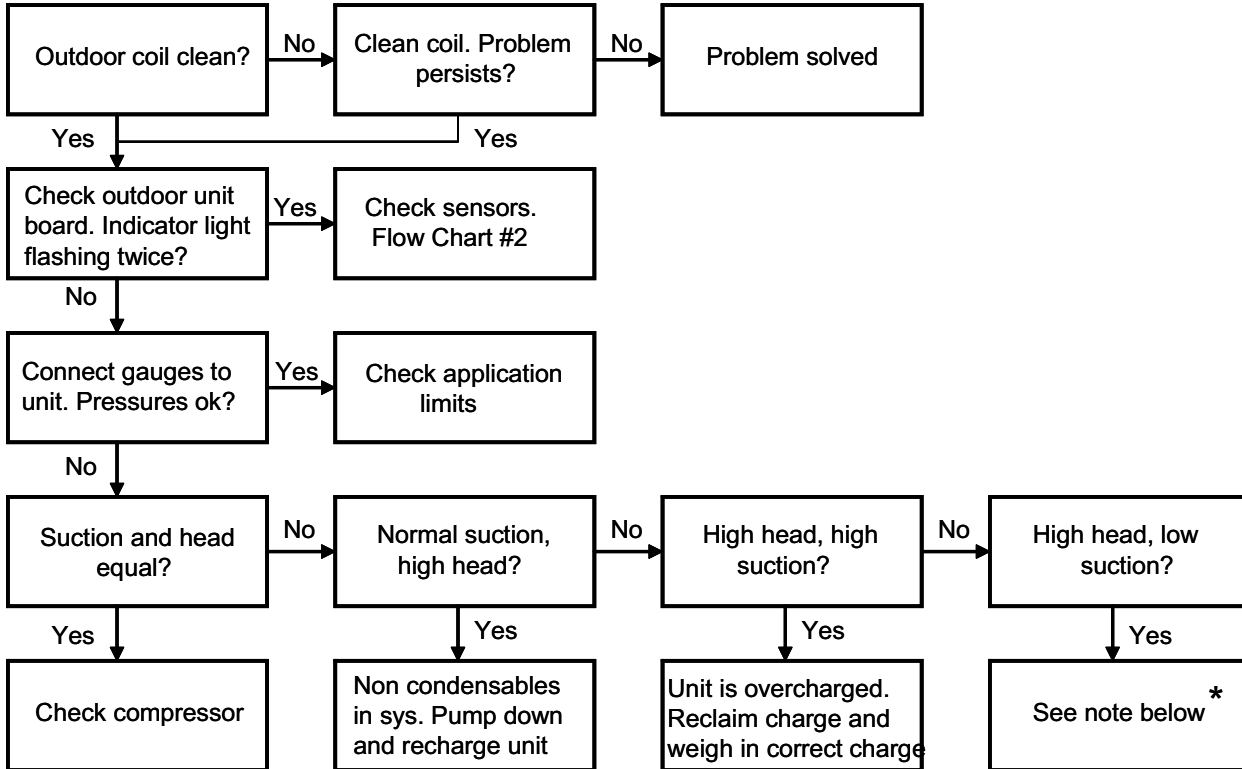 Outdoor coil clean?
No
Clean coil. Problem
persists?
No
Problem solved
Yes
Yes
Check outdoor unit
board. Indicator light
flashing twice?
Yes
Check sensors.
Flow Chart #2
No
Connect gauges to
unit. Pressures ok?
Yes
Check application
limits
No
Suction and head
equal?
No
Normal suction,
high head?
No
High head, high
suction?
No
High head, low
suction?
Yes
Yes
Yes
Yes
Check compressor
Non condensables
in sys. Pump down
and recharge unit
Unit is overcharged.
Reclaim charge and
weigh in correct charge
See note below *